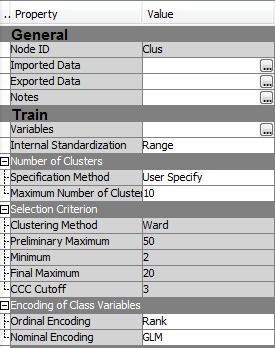 .. Property Value
General
Node ID Clus
Imported Data ...
Exported Data ...
Notes ...
Train
Variables ...
Internal Standardization Range
Number of Clusters
Specification Method User Specify
Maximum Number of Cluster 10
Selection Criterion
Clustering Method Ward
Preliminary Maximum 50
Minimum 2
Final Maximum 20
CCC Cutoff 3
Encoding of Class Variables
Ordinal Encoding Rank
Nominal Encoding GLM